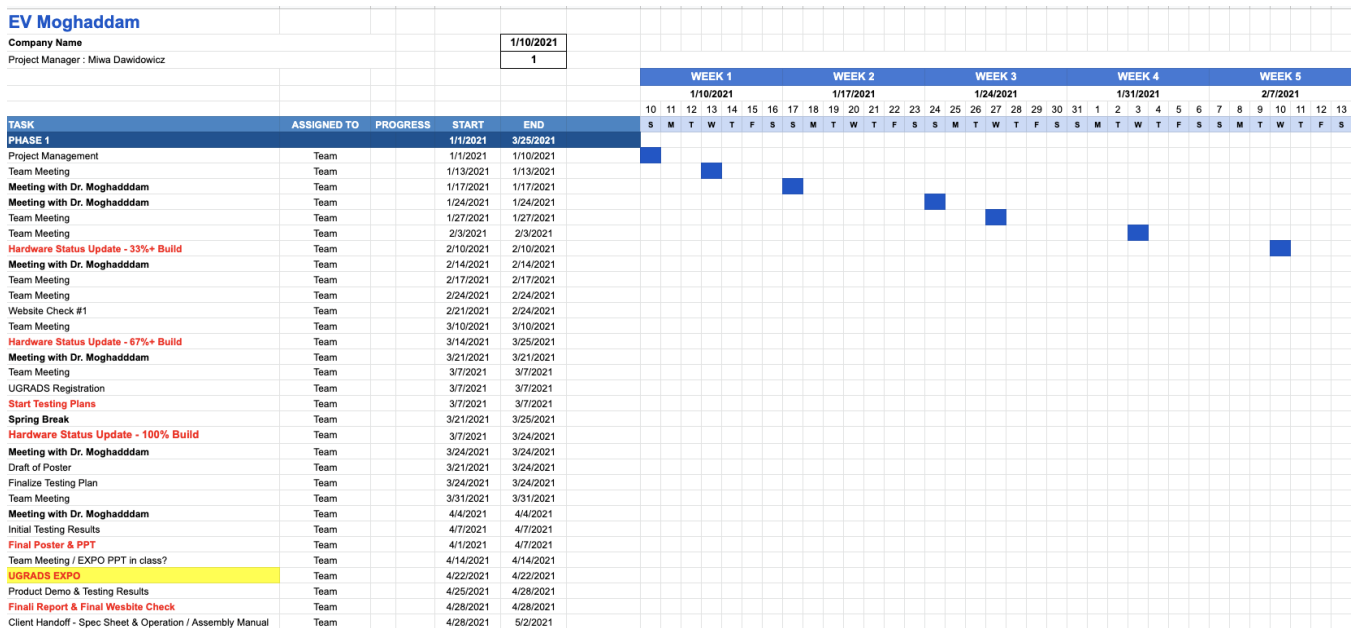 EV Moghaddam
Company Name 1/10/2021
Project Manager : Miwa Dawidowicz 1
WEEK 1 WEEK 2 WEEK 3 WEEK 4 WEEK 5
1/10/2021 1/17/2021 1/24/2021 1/31/2021 2/7/2021
10 11 12 13 14 15 16 17 18 19 20 21 22 23 24 25 26 27 28 29 30 31 1 2 3 4 5 6 7 8 9 10 11 12 13
TASK ASSIGNED TO PROGRESS START END S M T W T F S S M T W T F S S M T W T F S S M T W T F S S M T W T F S
PHASE 1 1/1/2021 3/25/2021
Project Management Team 1/1/2021 1/10/2021
Team Meeting Team 1/13/2021 1/13/2021
Meeting with Dr. Moghadddam Team 1/17/2021 1/17/2021
Meeting with Dr. Moghadddam Team 1/24/2021 1/24/2021
Team Meeting Team 1/27/2021 1/27/2021
Team Meeting Team 2/3/2021 2/3/2021
Hardware Status Update - 33%+ Build Team 2/10/2021 2/10/2021
Meeting with Dr. Moghadddam Team 2/14/2021 2/14/2021
Team Meeting Team 2/17/2021 2/17/2021
Team Meeting Team 2/24/2021 2/24/2021
Website Check #1 Team 2/21/2021 2/24/2021
Team Meeting Team 3/10/2021 3/10/2021
Hardware Status Update - 67%+ Build Team 3/14/2021 3/25/2021
Meeting with Dr. Moghadddam Team 3/21/2021 3/21/2021
Team Meeting Team 3/7/2021 3/7/2021
UGRADS Registration Team 3/7/2021 3/7/2021
Start Testing Plans Team 3/7/2021 3/7/2021
Spring Break Team 3/21/2021 3/25/2021
Hardware Status Update - 100% Build Team 3/7/2021 3/24/2021
Meeting with Dr. Moghadddam Team 3/24/2021 3/24/2021
Draft of Poster Team 3/21/2021 3/24/2021
Finalize Testing Plan Team 3/24/2021 3/24/2021
Team Meeting Team 3/31/2021 3/31/2021
Meeting with Dr. Moghadddam Team 4/4/2021 4/4/2021
Initial Testing Results Team 4/7/2021 4/7/2021
Final Poster & PPT Team 4/1/2021 4/7/2021
Team Meeting / EXPO PPT in class? Team 4/14/2021 4/14/2021
UGRADS EXPO Team 4/22/2021 4/22/2021
Product Demo & Testing Results Team 4/25/2021 4/28/2021
Finali Report & Final Wesbite Check Team 4/28/2021 4/28/2021
Client Handoff - Spec Sheet & Operation / Assembly Manual Team 4/28/2021 5/2/2021